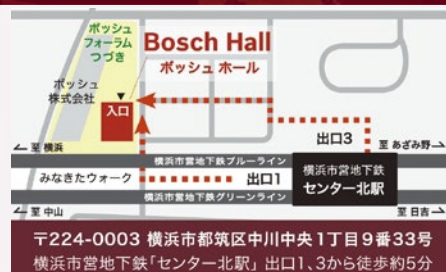 ボッシュ
フォーラム
つづき
Bosch Hall
ボッシュ ホール
ボッシュ
株式会社
入口
出口3
至 横浜
至 あざみ野
横浜市営地下鉄ブルーライン
みなきたウォーク
出口1
横浜市営地下鉄
センター北駅
横浜市営地下鉄グリーンライン
至 中山
至 日吉
〒224-0003 横浜市都筑区中川中央1丁目9番33号
横浜市営地下鉄「センター北駅」出口1、3から徒歩約5分